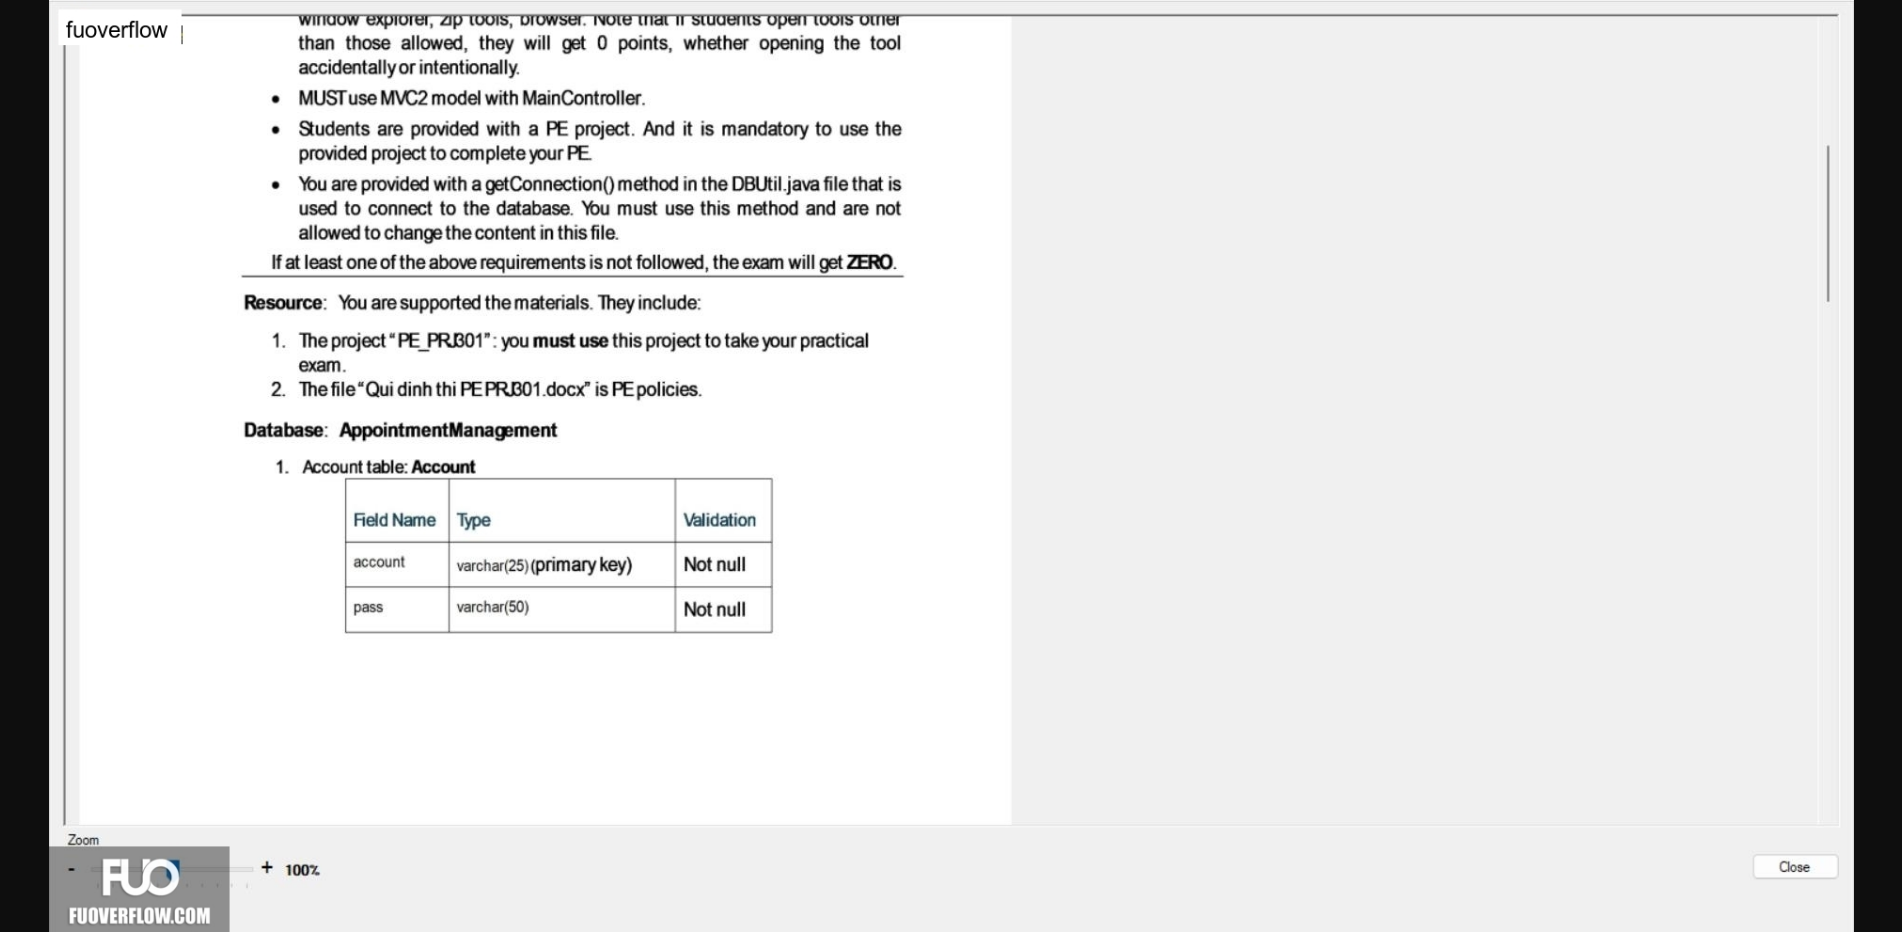 fuoverflow
window explorer, zip tools, browser. Note that if students open tools other
than those allowed, they will get 0 points, whether opening the tool
accidentally or intentionally.
• MUST use MVC2 model with MainController.
• Students are provided with a PE project. And it is mandatory to use the
provided project to complete your PE.
• You are provided with a getConnection() method in the DBUtil.java file that is
used to connect to the database. You must use this method and are not
allowed to change the content in this file.
If at least one of the above requirements is not followed, the exam will get ZERO.
Resource: You are supported the materials. They include:
1. The project “PE_PRJ301”: you must use this project to take your practical
exam.
2. The file “Qui dinh thi PE PRJ301.docx” is PE policies.
Database: AppointmentManagement
1. Account table: Account
Field Name Type Validation
account varchar(25) (primary key) Not null
pass varchar(50) Not null
Zoom
- + 100%
Close
FUO
FUOVERFLOW.COM